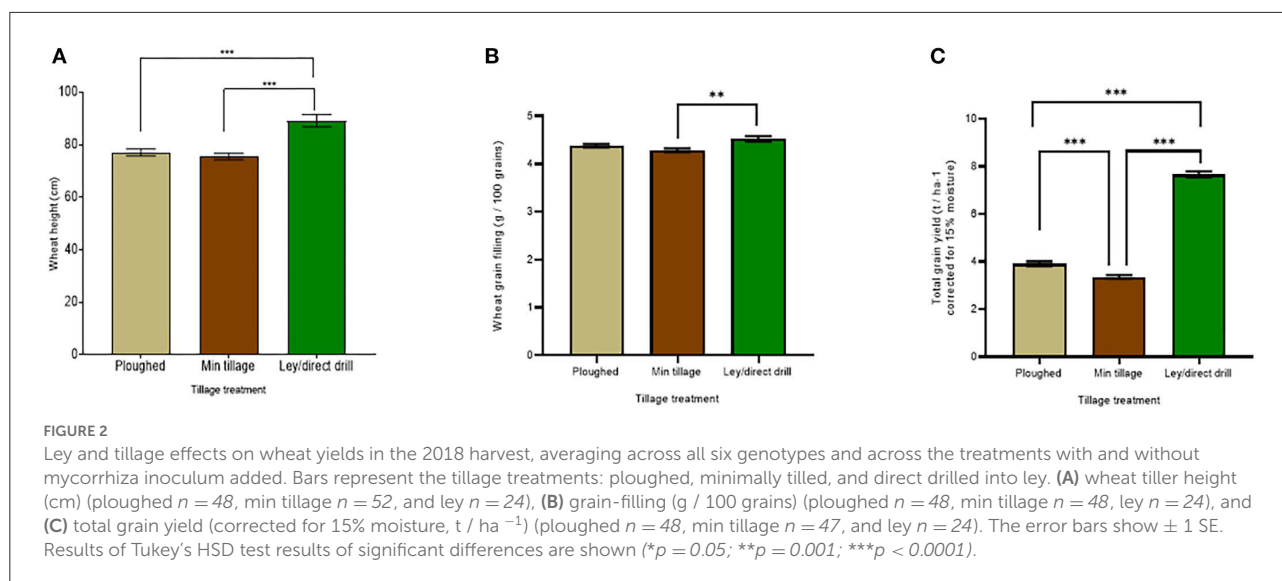 A
***
***
100
80
60
40
20
0
Wheat height (cm)
Ploughed Min tillage Ley/direct drill
Tillage treatment
B
**
5
4
3
2
1
0
Wheat grain filling (g / 100 grains)
Ploughed Min tillage Ley/direct drill
Tillage treatment
C
***
*** ***
10
8
6
4
2
0
Total grain yield (t / ha-1
corrected for 15% moisture)
Ploughed Min tillage Ley/direct drill
Tillage treatment
FIGURE 2
Ley and tillage effects on wheat yields in the 2018 harvest, averaging across all six genotypes and across the treatments with and without
mycorrhiza inoculum added. Bars represent the tillage treatments: ploughed, minimally tilled, and direct drilled into ley. (A) wheat tiller height
(cm) (ploughed n = 48, min tillage n = 52, and ley n = 24), (B) grain-filling (g / 100 grains) (ploughed n = 48, min tillage n = 48, ley n = 24), and
(C) total grain yield (corrected for 15% moisture, t / ha −1) (ploughed n = 48, min tillage n = 47, and ley n = 24). The error bars show ± 1 SE.
Results of Tukey's HSD test results of significant differences are shown (*p = 0.05; **p = 0.001; ***p < 0.0001).